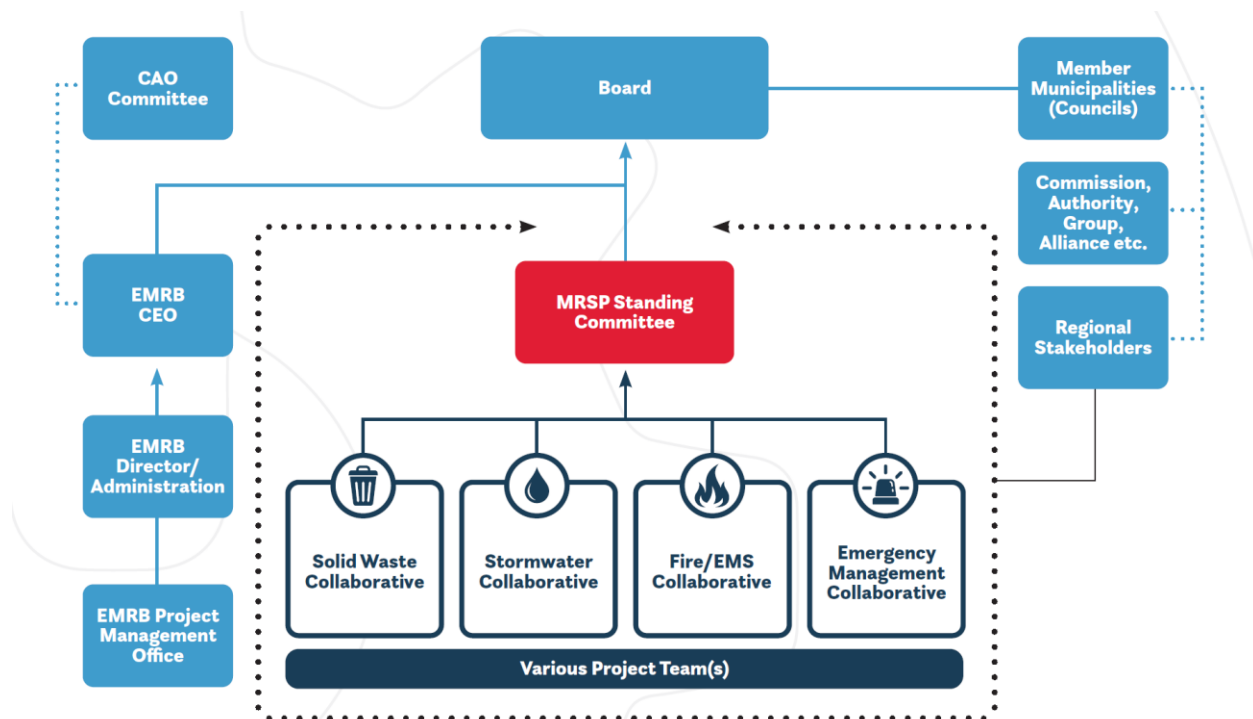 CAO
Committee
Board
Member
Municipalities
(Councils)
Commission,
Authority,
Group,
Alliance etc.
EMRB
CEO
MRSP Standing
Committee
Regional
Stakeholders
EMRB
Director/
Administration
Solid Waste
Collaborative
Stormwater
Collaborative
Fire/EMS
Collaborative
Emergency
Management
Collaborative
EMRB Project
Management
Office
Various Project Team(s)